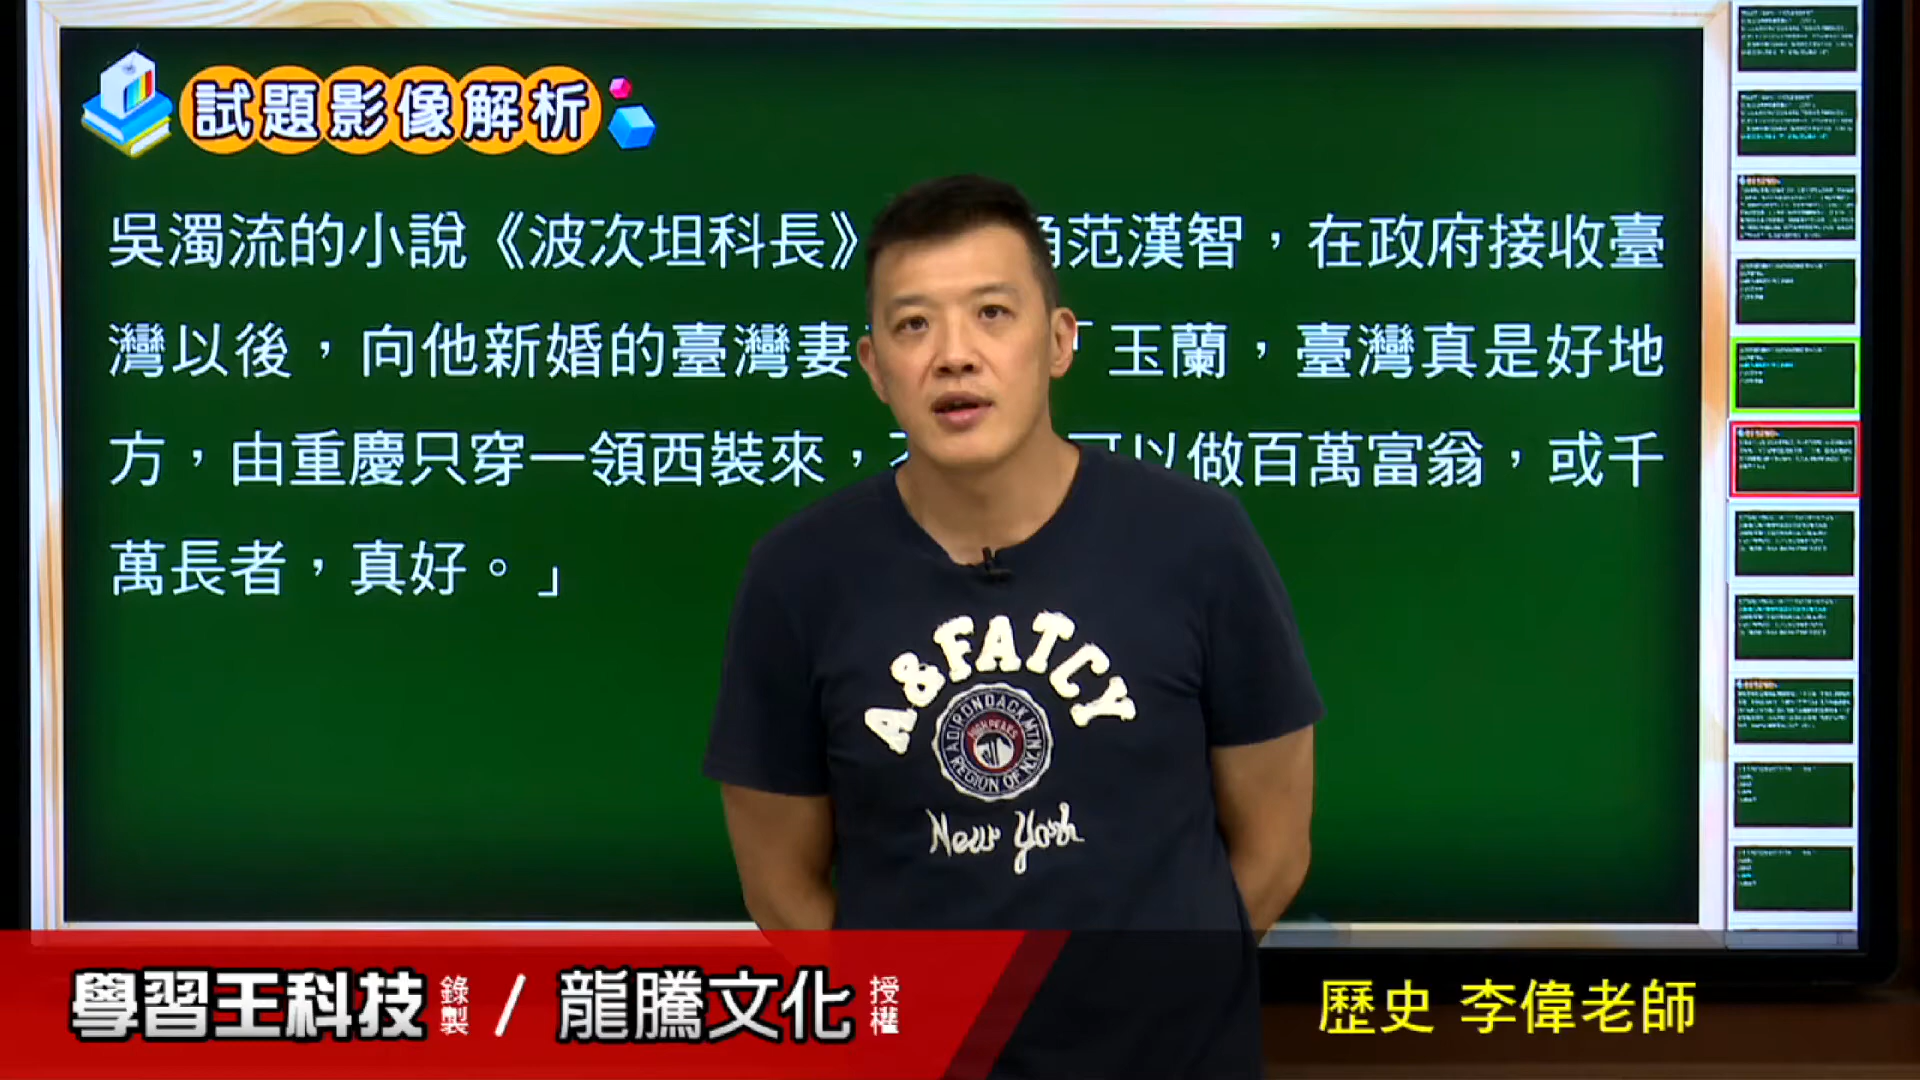 試題影像解析
吳濁流的小說《波次坦科長》 角范漢智，在政府接收臺
灣以後，向他新婚的臺灣妻 「玉蘭，臺灣真是好地
方，由重慶只穿一領西裝來， 可以做百萬富翁，或千
萬長者，真好。」
A&FATCY
ADIRONDACK MTN.
HIGH PEAKS
REGION OF N.Y.
New York
學習王科技 錄製 / 龍騰文化 授權
歷史 李偉老師